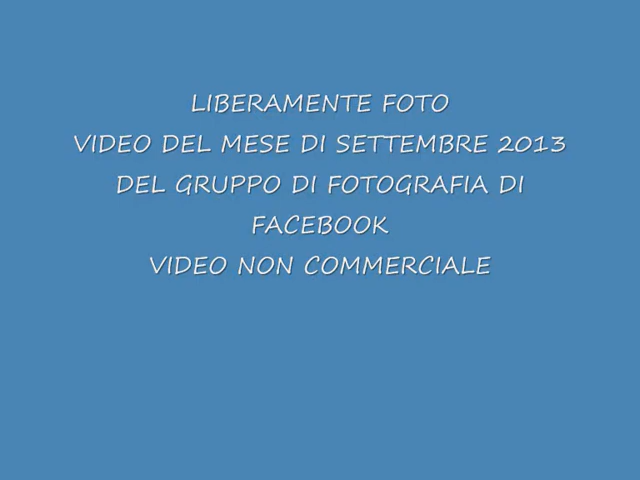 LIBERAMENTE FOTO
VIDEO DEL MESE DI SETTEMBRE 2013
DEL GRUPPO DI FOTOGRAFIA DI
FACEBOOK
VIDEO NON COMMERCIALE